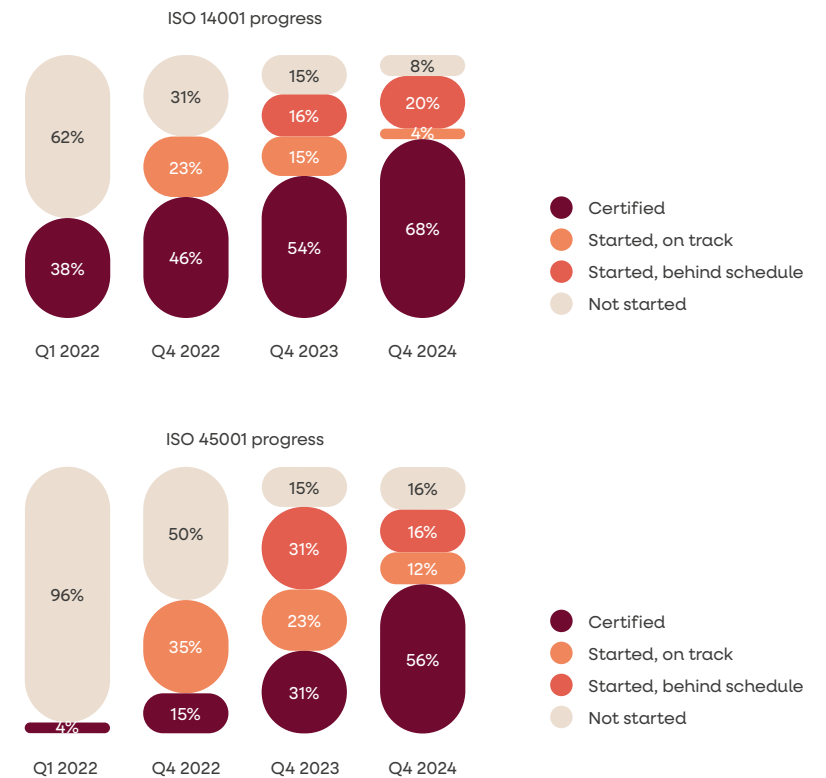 ISO 14001 progress
8%
15%
31%
20%
16%
4%
62%
15%
23%
68%
54%
46%
38%
Certified
Started, on track
Started, behind schedule
Not started
Q1 2022
Q4 2022
Q4 2023
Q4 2024
ISO 45001 progress
15%
16%
50%
31%
16%
12%
96%
23%
35%
56%
31%
15%
4%
Certified
Started, on track
Started, behind schedule
Not started
Q1 2022
Q4 2022
Q4 2023
Q4 2024